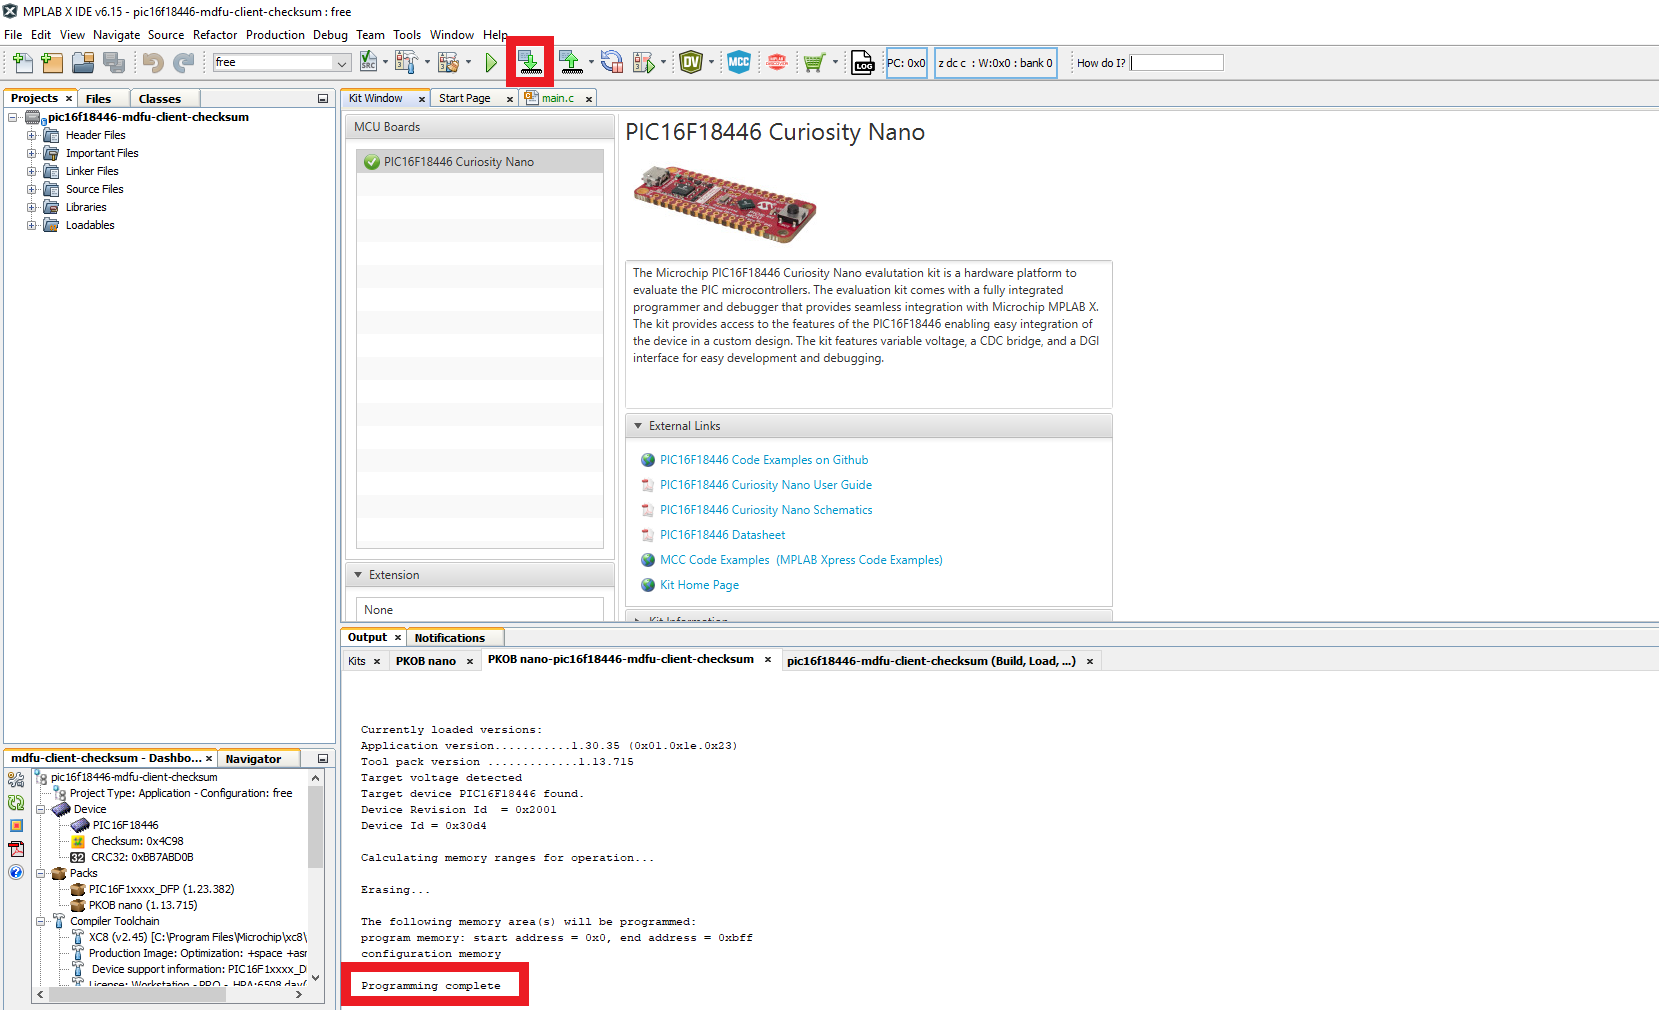 MPLAB X IDE v6.15 - pic16f18446-mdfu-client-checksum : free
File Edit View Navigate Source Refactor Production Debug Team Tools Window Help
free
SRC
DV
MCC
LOG
PC: 0x0
z dc c : W:0x0 : bank 0
How do I?
Projects
Files
Classes
pic16f18446-mdfu-client-checksum
Header Files
Important Files
Linker Files
Source Files
Libraries
Loadables
Kit Window
Start Page
main.c
MCU Boards
PIC16F18446 Curiosity Nano
Extension
None
PIC16F18446 Curiosity Nano
The Microchip PIC16F18446 Curiosity Nano evalutation kit is a hardware platform to
evaluate the PIC microcontrollers. The evaluation kit comes with a fully integrated
programmer and debugger that provides seamless integration with Microchip MPLAB X.
The kit provides access to the features of the PIC16F18446 enabling easy integration of
the device in a custom design. The kit features variable voltage, a CDC bridge, and a DGI
interface for easy development and debugging.
External Links
PIC16F18446 Code Examples on Github
PIC16F18446 Curiosity Nano User Guide
PIC16F18446 Curiosity Nano Schematics
PIC16F18446 Datasheet
MCC Code Examples (MPLAB Xpress Code Examples)
Kit Home Page
Kit Information
Output
Notifications
Kits
PKOB nano
PKOB nano-pic16f18446-mdfu-client-checksum
pic16f18446-mdfu-client-checksum (Build, Load, ...)
Currently loaded versions:
Application version...........1.30.35 (0x01.0x1e.0x23)
Tool pack version .............1.13.715
Target voltage detected
Target device PIC16F18446 found.
Device Revision Id = 0x2001
Device Id = 0x30d4
Calculating memory ranges for operation...
Erasing...
The following memory area(s) will be programmed:
program memory: start address = 0x0, end address = 0xbff
configuration memory
Programming complete
mdfu-client-checksum - Dashbo...
Navigator
pic16f18446-mdfu-client-checksum
Project Type: Application - Configuration: free
Device
PIC16F18446
Checksum: 0x4C98
32 CRC32: 0xBB7ABD0B
Packs
PIC16F1xxxx_DFP (1.23.382)
PKOB nano (1.13.715)
Compiler Toolchain
XC8 (v2.45) [C:\Program Files\Microchip\xc8\
Production Image: Optimization: +space +asm
Device support information: PIC16F1xxxx_D
License: Workstation - PRO - HPA:6508 day(